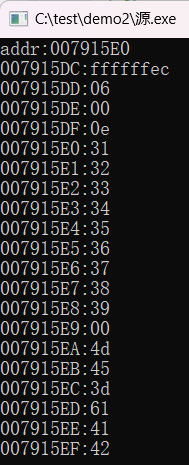 C:\test\demo2\源.exe
addr:007915E0
007915DC:ffffffec
007915DD:06
007915DE:00
007915DF:0e
007915E0:31
007915E1:32
007915E2:33
007915E3:34
007915E4:35
007915E5:36
007915E6:37
007915E7:38
007915E8:39
007915E9:00
007915EA:4d
007915EB:45
007915EC:3d
007915ED:61
007915EE:41
007915EF:42